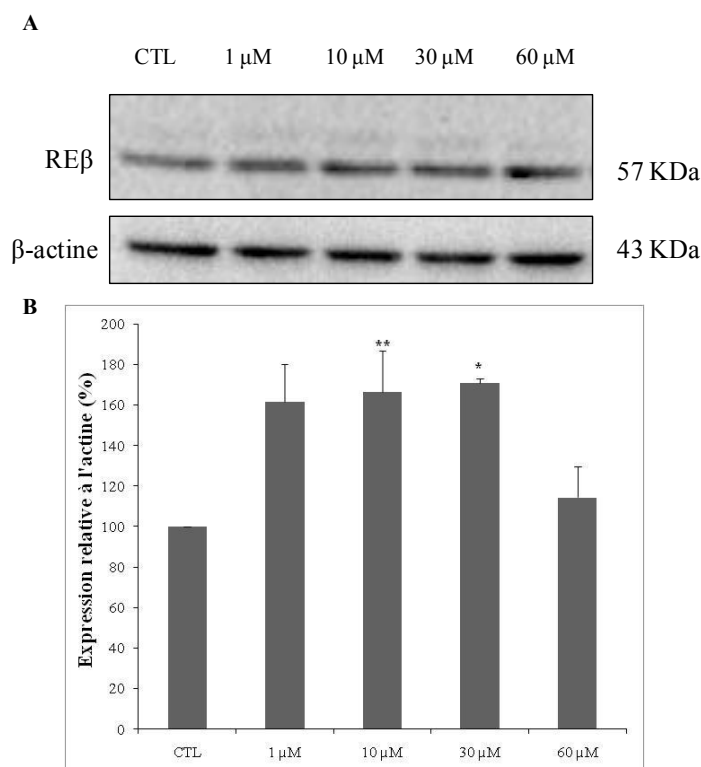 A
CTL 1 µM 10 µM 30 µM 60 µM
REβ 57 KDa
β-actine 43 KDa
B
Expression relative à l'actine (%)
200
180
160
140
120
100
80
60
40
20
0
** *
CTL 1 µM 10 µM 30 µM 60 µM